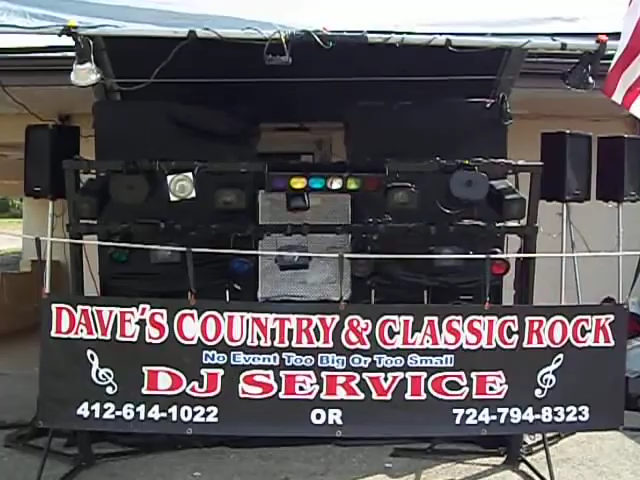 DAVE'S COUNTRY & CLASSIC ROCK
No Event Too Big Or Too Small
DJ SERVICE
412-614-1022 OR 724-794-8323